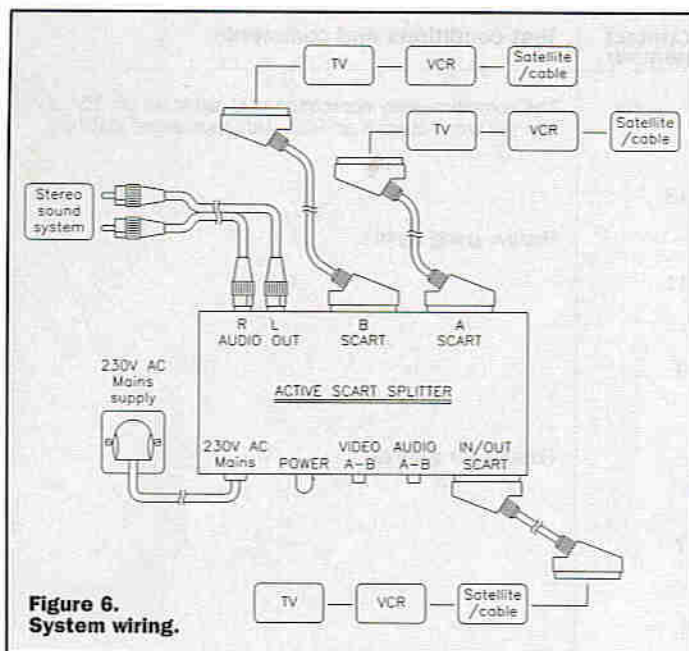 TV VCR Satellite
/cable
TV VCR Satellite
/cable
Stereo
sound
system
R L B A
AUDIO OUT SCART SCART
230V AC
Mains
supply
ACTIVE SCART SPLITTER
230V AC VIDEO AUDIO IN/OUT
Mains POWER A-B A-B SCART
Figure 6.
System wiring.
TV VCR Satellite
/cable